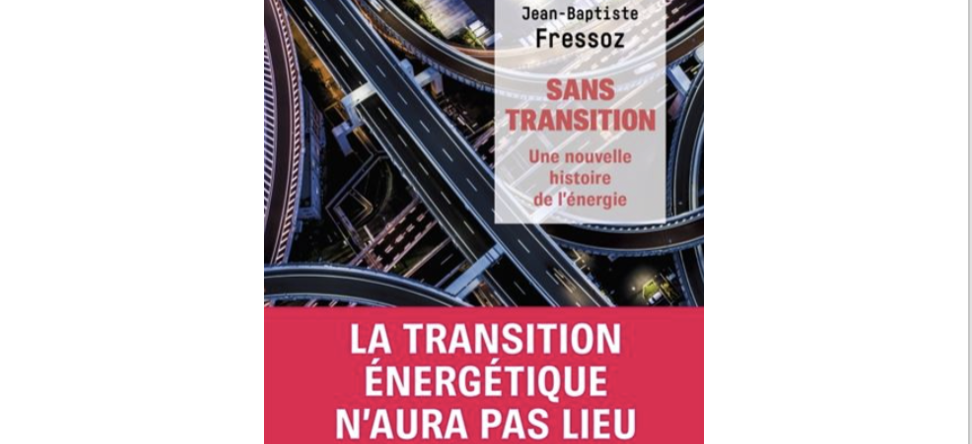 Jean-Baptiste
Fressoz
SANS
TRANSITION
Une nouvelle
histoire
de l'énergie
LA TRANSITION
ÉNERGÉTIQUE
N'AURA PAS LIEU